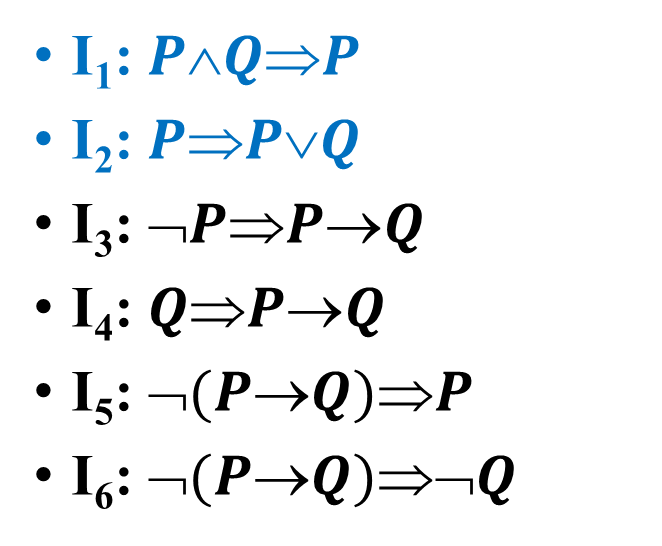 • I₁: P∧Q⇒P
• I₂: P⇒P∨Q
• I₃: ¬P⇒P→Q
• I₄: Q⇒P→Q
• I₅: ¬(P→Q)⇒P
• I₆: ¬(P→Q)⇒¬Q